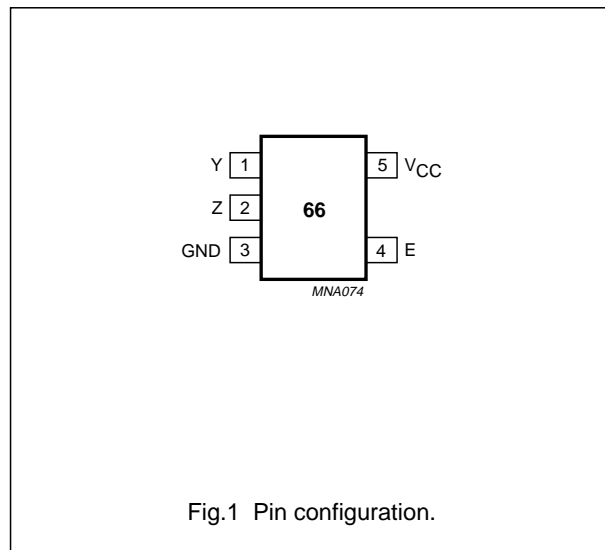 Y 1 5 VCC
Z 2 66
GND 3 4 E
MNA074
Fig.1 Pin configuration.